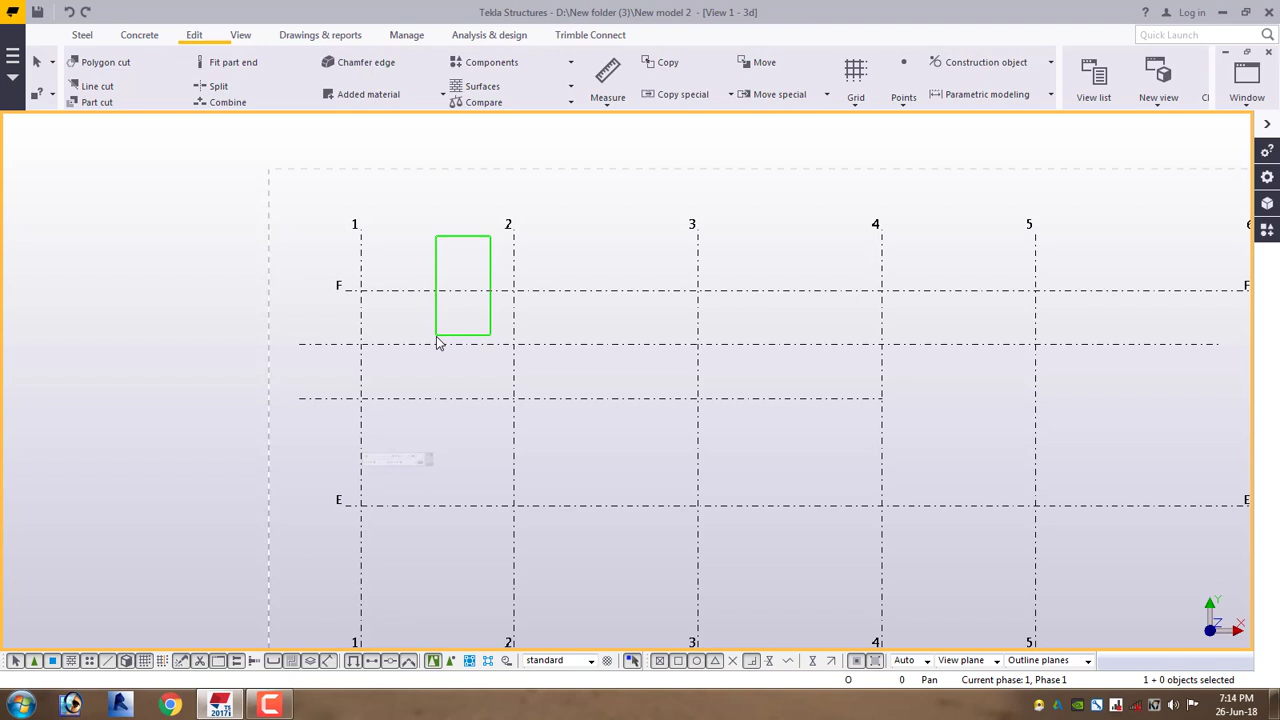 Tekla Structures - D:\New folder (3)\New model 2 - [View 1 - 3d]
? Log in
Steel Concrete Edit View Drawings & reports Manage Analysis & design Trimble Connect Quick Launch
Polygon cut Fit part end Chamfer edge Components Copy Move Construction object
Line cut Split Surfaces
Part cut Combine Added material Compare Measure Copy special Move special Grid Points Parametric modeling View list New view Cl Window
1 2 3 4 5 6
F F
E E
1 2 3 4 5
Y
Z X
standard Auto View plane Outline planes
O 0 Pan Current phase: 1, Phase 1 1 + 0 objects selected
2017i
7:14 PM
26-Jun-18